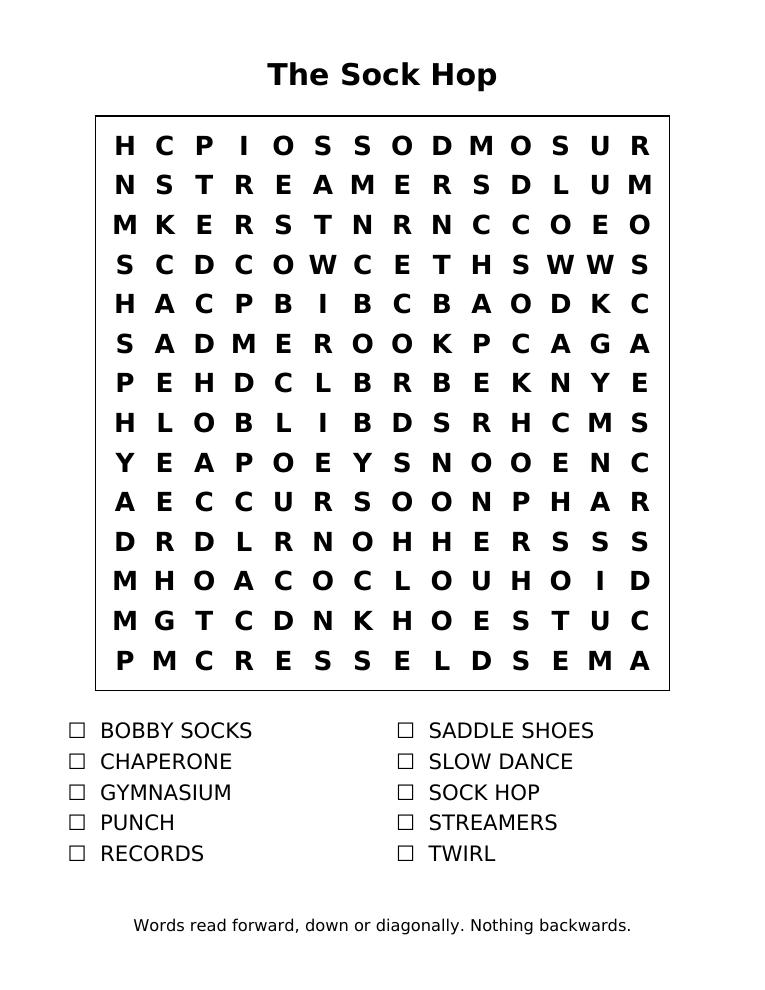 The Sock Hop
H C P I O S S O D M O S U R
N S T R E A M E R S D L U M
M K E R S T N R N C C O E O
S C D C O W C E T H S W W S
H A C P B I B C B A O D K C
S A D M E R O O K P C A G A
P E H D C L B R B E K N Y E
H L O B L I B D S R H C M S
Y E A P O E Y S N O O E N C
A E C C U R S O O N P H A R
D R D L R N O H H E R S S S
M H O A C O C L O U H O I D
M G T C D N K H O E S T U C
P M C R E S S E L D S E M A
☐ BOBBY SOCKS
☐ CHAPERONE
☐ GYMNASIUM
☐ PUNCH
☐ RECORDS
☐ SADDLE SHOES
☐ SLOW DANCE
☐ SOCK HOP
☐ STREAMERS
☐ TWIRL
Words read forward, down or diagonally. Nothing backwards.